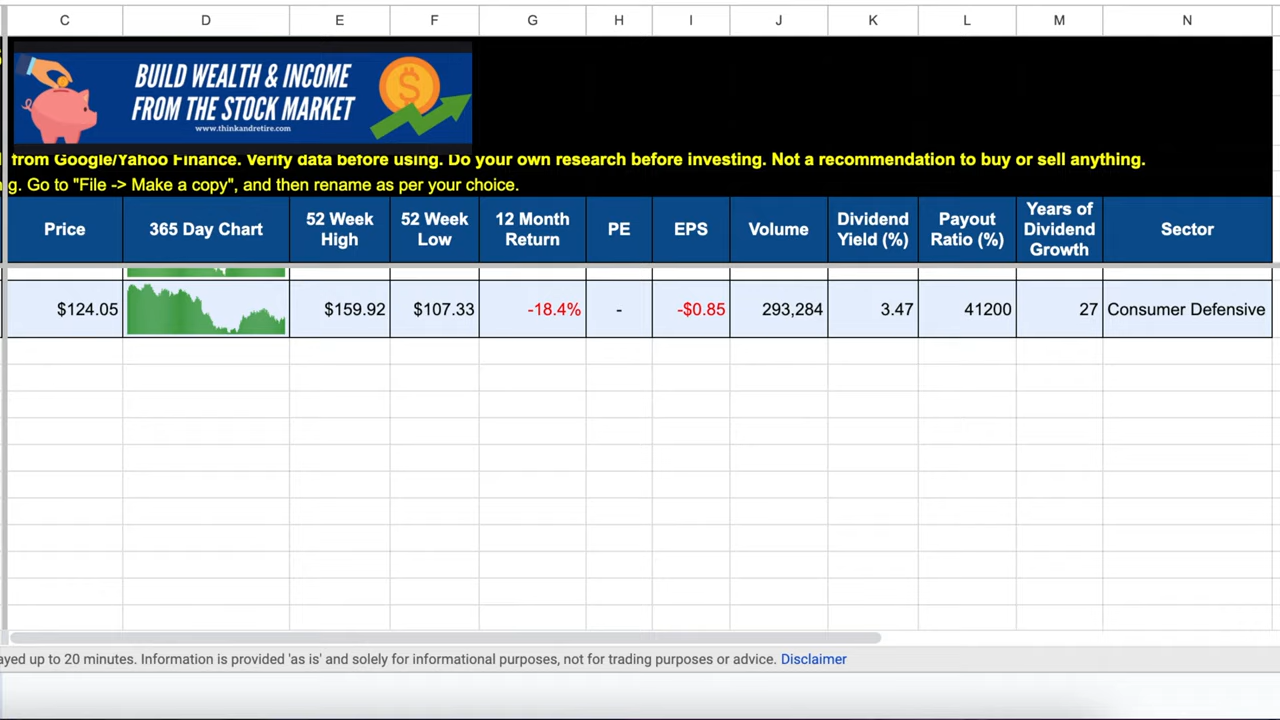 C D E F G H I J K L M N
BUILD WEALTH & INCOME
FROM THE STOCK MARKET
www.thinkandretire.com
from Google/Yahoo Finance. Verify data before using. Do your own research before investing. Not a recommendation to buy or sell anything.
g. Go to "File -> Make a copy", and then rename as per your choice.
Price 365 Day Chart 52 Week High 52 Week Low 12 Month Return PE EPS Volume Dividend Yield (%) Payout Ratio (%) Years of Dividend Growth Sector
$124.05 $159.92 $107.33 -18.4% - -$0.85 293,284 3.47 41200 27 Consumer Defensive
ayed up to 20 minutes. Information is provided 'as is' and solely for informational purposes, not for trading purposes or advice. Disclaimer